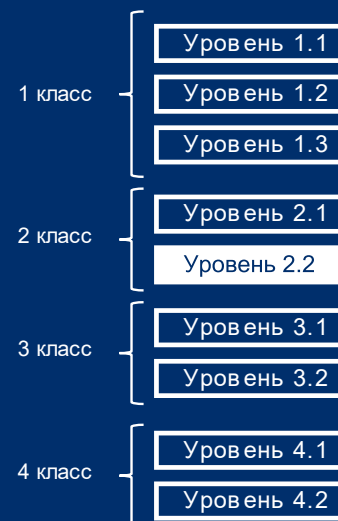 1 класс
Уровень 1.1
Уровень 1.2
Уровень 1.3
2 класс
Уровень 2.1
Уровень 2.2
3 класс
Уровень 3.1
Уровень 3.2
4 класс
Уровень 4.1
Уровень 4.2